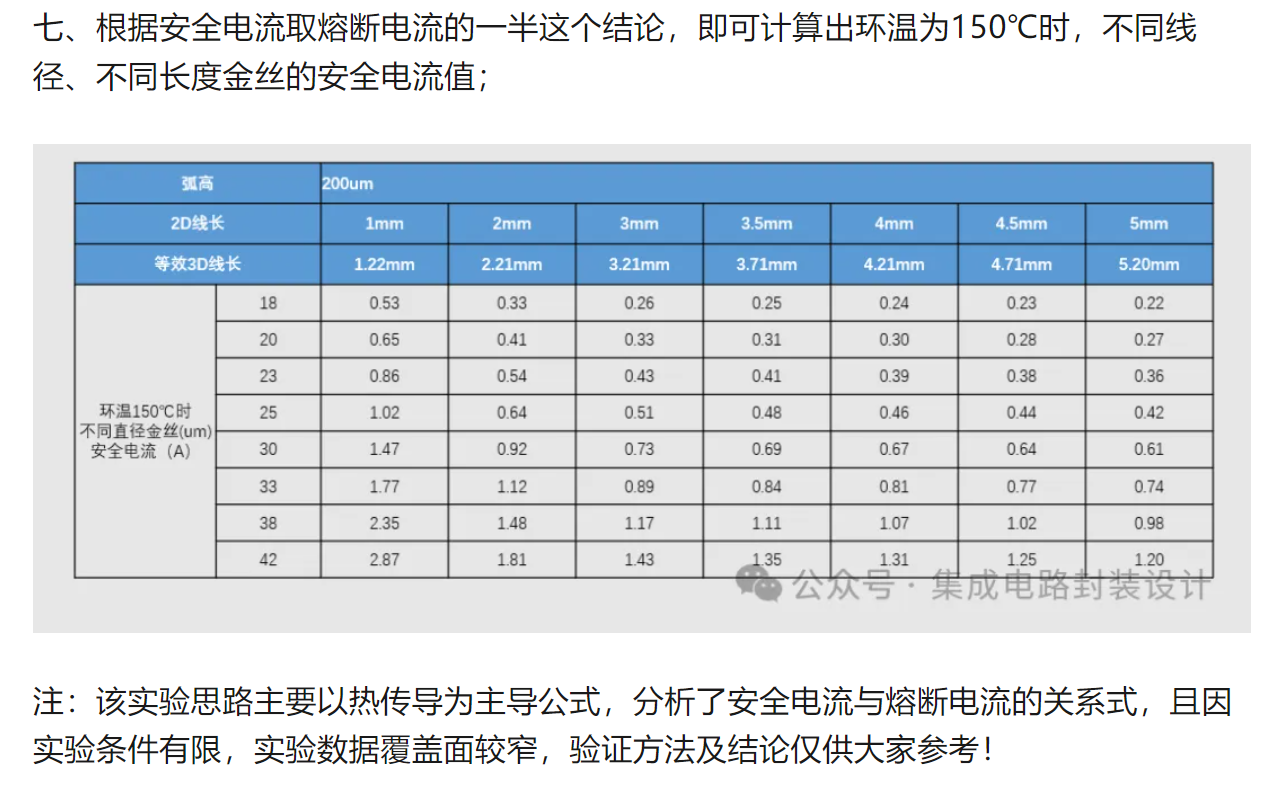 七、根据安全电流取熔断电流的一半这个结论，即可计算出环温为150℃时，不同线
径、不同长度金丝的安全电流值；
弧高 200um
2D线长 1mm 2mm 3mm 3.5mm 4mm 4.5mm 5mm
等效3D线长 1.22mm 2.21mm 3.21mm 3.71mm 4.21mm 4.71mm 5.20mm
18 0.53 0.33 0.26 0.25 0.24 0.23 0.22
20 0.65 0.41 0.33 0.31 0.30 0.28 0.27
23 0.86 0.54 0.43 0.41 0.39 0.38 0.36
环温150℃时
不同直径金丝(um)
安全电流（A）
25 1.02 0.64 0.51 0.48 0.46 0.44 0.42
30 1.47 0.92 0.73 0.69 0.67 0.64 0.61
33 1.77 1.12 0.89 0.84 0.81 0.77 0.74
38 2.35 1.48 1.17 1.11 1.07 1.02 0.98
42 2.87 1.81 1.43 1.35 1.31 1.25 1.20
公众号 · 集成电路封装设计
注：该实验思路主要以热传导为主导公式，分析了安全电流与熔断电流的关系式，且因
实验条件有限，实验数据覆盖面较窄，验证方法及结论仅供大家参考！